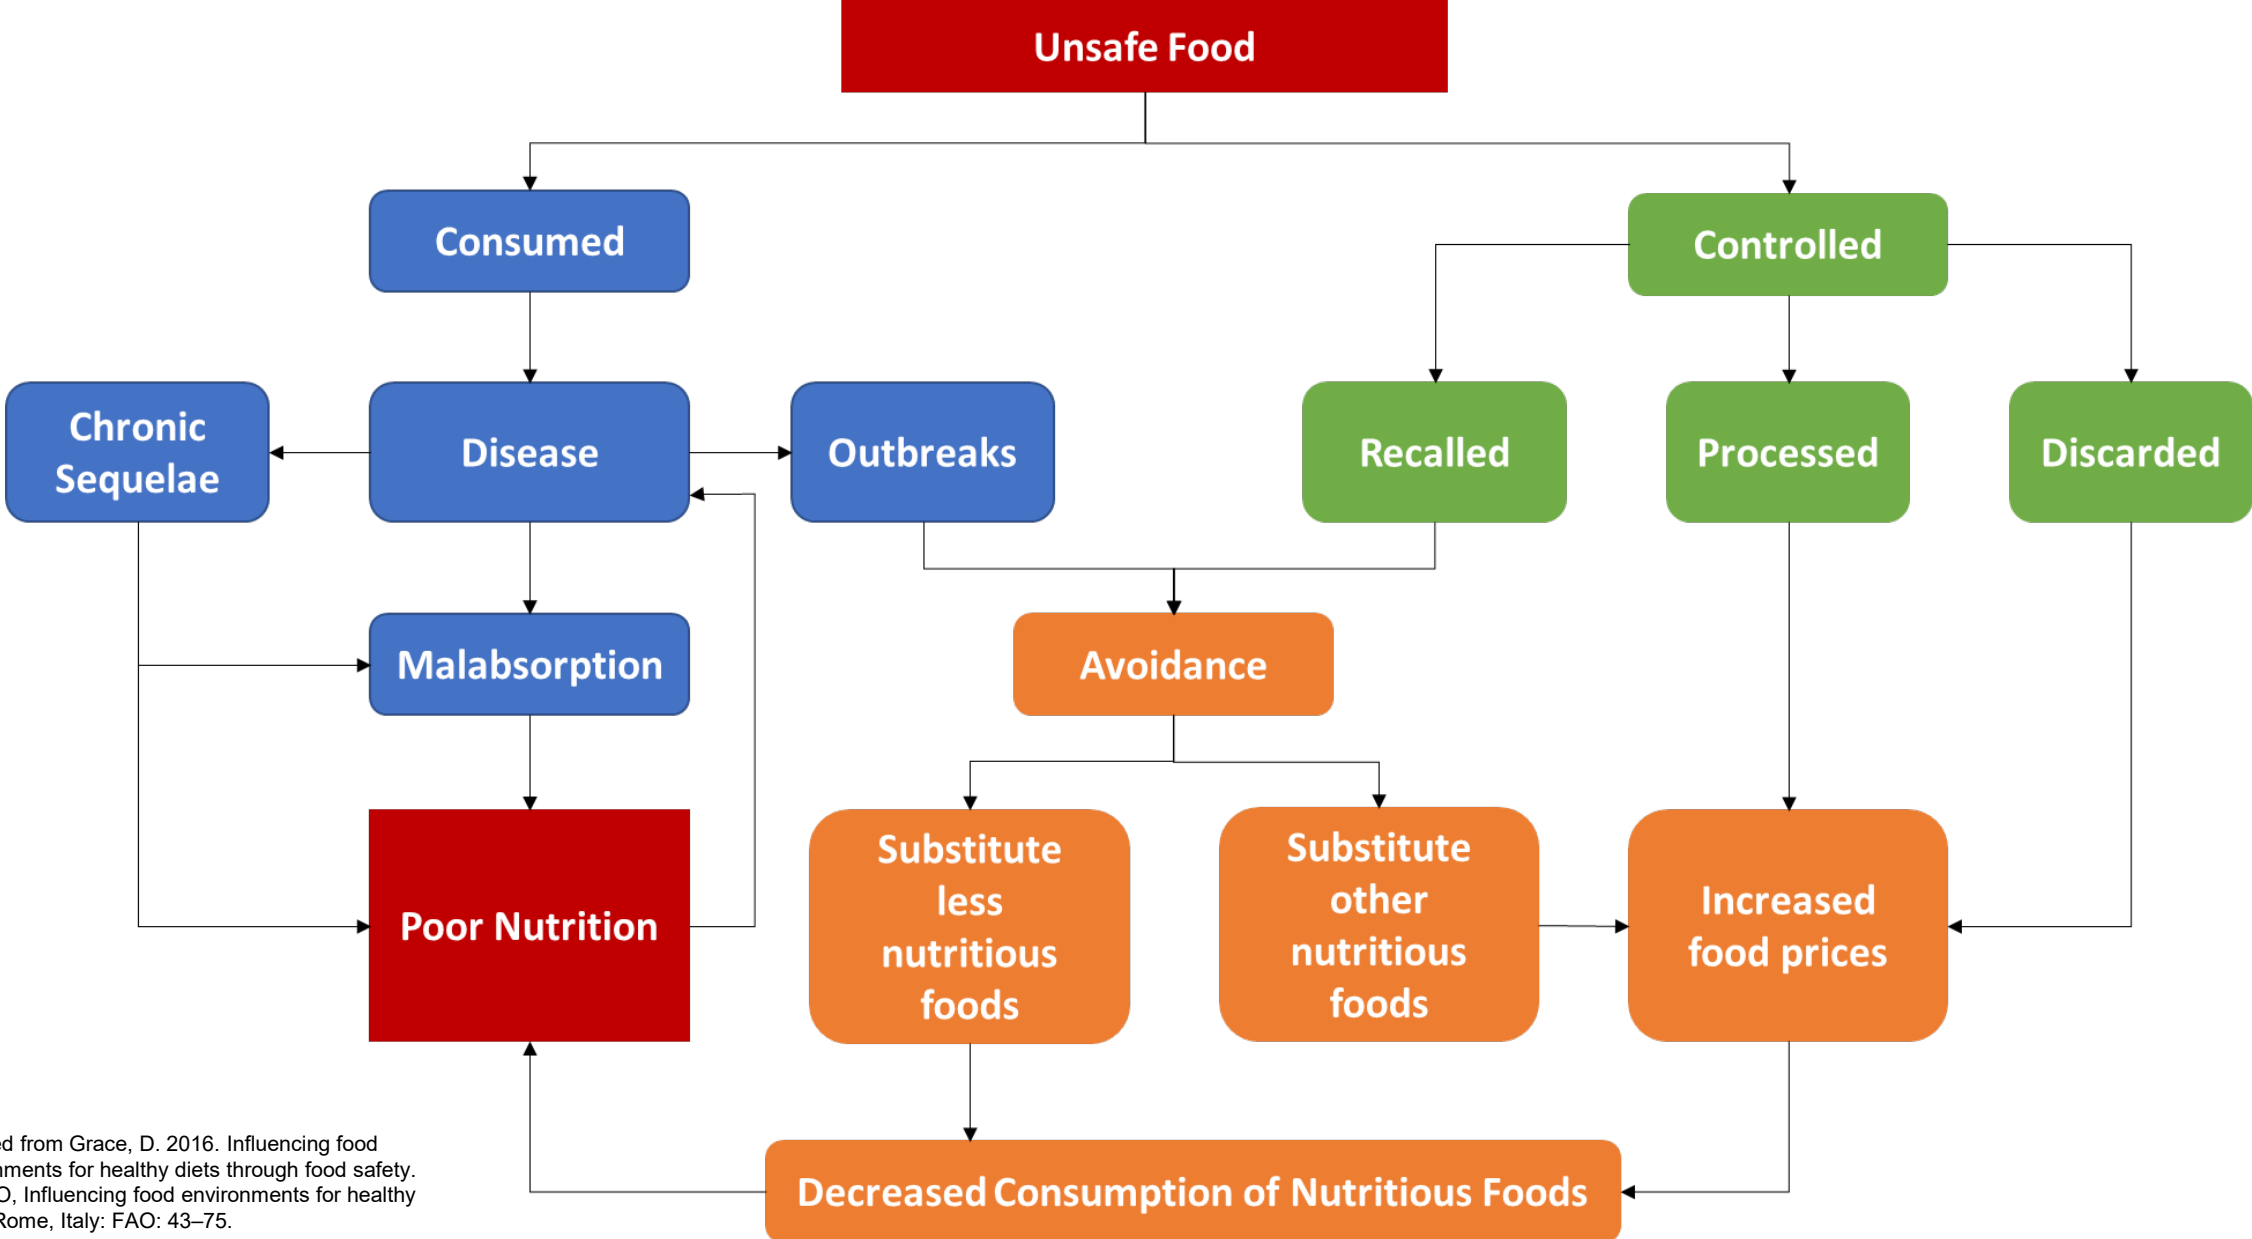 Unsafe Food
Consumed
Controlled
Chronic
Sequelae
Disease
Outbreaks
Recalled
Processed
Discarded
Malabsorption
Avoidance
Poor Nutrition
Substitute
less
nutritious
foods
Substitute
other
nutritious
foods
Increased
food prices
Decreased Consumption of Nutritious Foods
from Grace, D. 2016. Influencing food
for healthy diets through food safety.
Influencing food environments for healthy
Rome, Italy: FAO: 43–75.